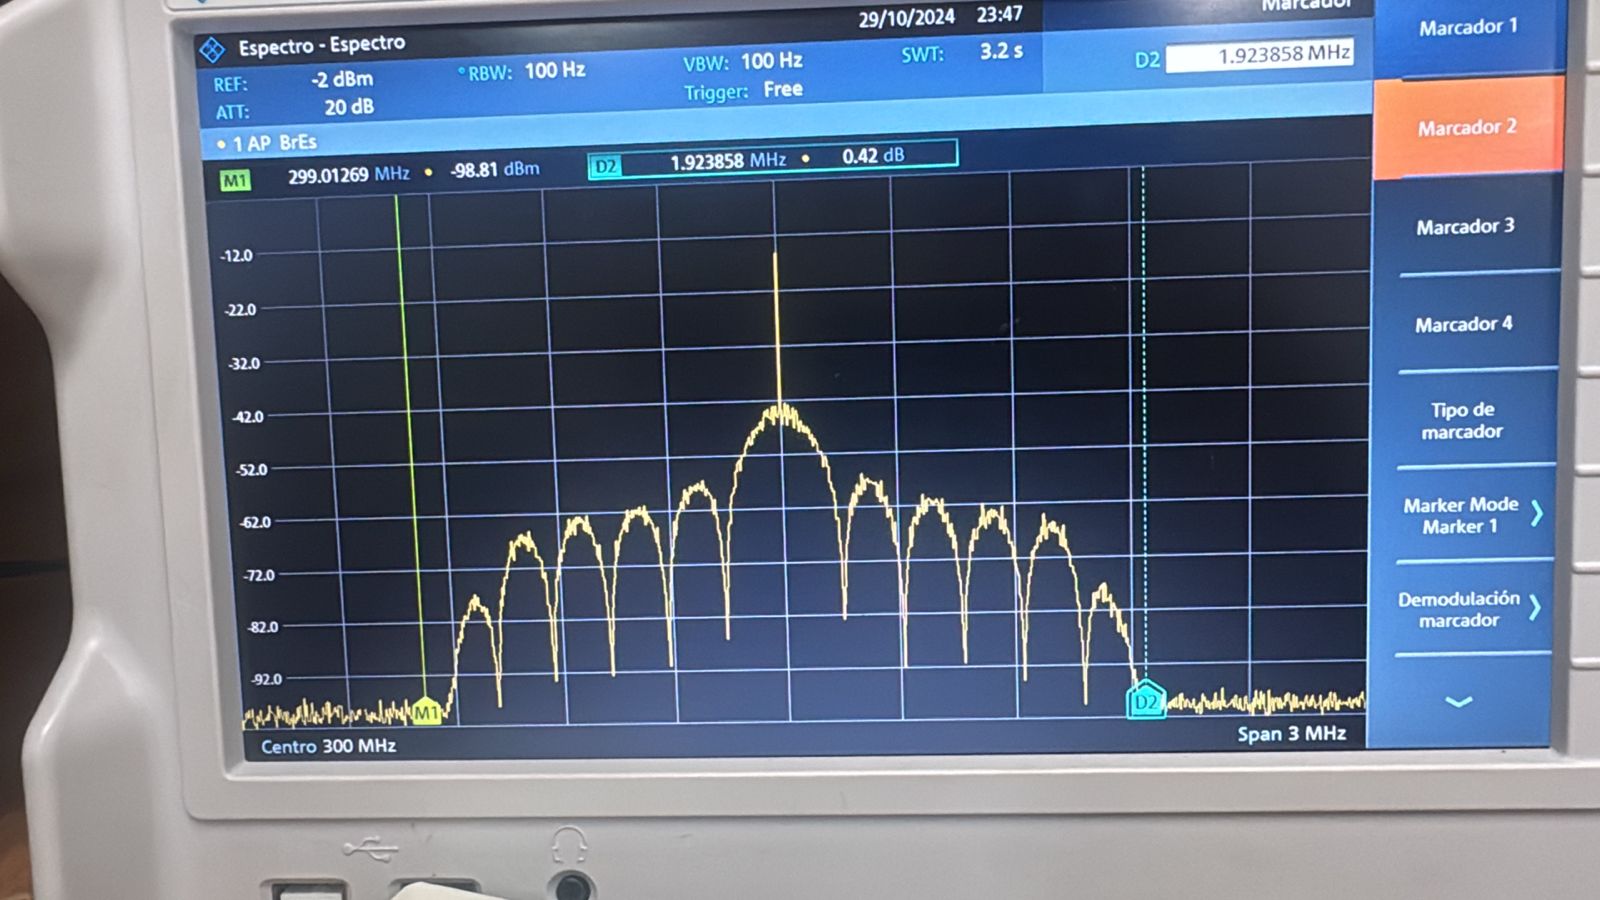 29/10/2024 23:47
Marcador
Espectro - Espectro
REF: -2 dBm
RBW: 100 Hz
VBW: 100 Hz
SWT: 3.2 s
D2 1.923858 MHz
ATT: 20 dB
Trigger: Free
1 AP BrEs
M1 299.01269 MHz • -98.81 dBm
D2 1.923858 MHz • 0.42 dB
-12.0
-22.0
-32.0
-42.0
-52.0
-62.0
-72.0
-82.0
-92.0
M1
D2
Centro 300 MHz
Span 3 MHz
Marcador 1
Marcador 2
Marcador 3
Marcador 4
Tipo de
marcador
Marker Mode
Marker 1
Demodulación
marcador